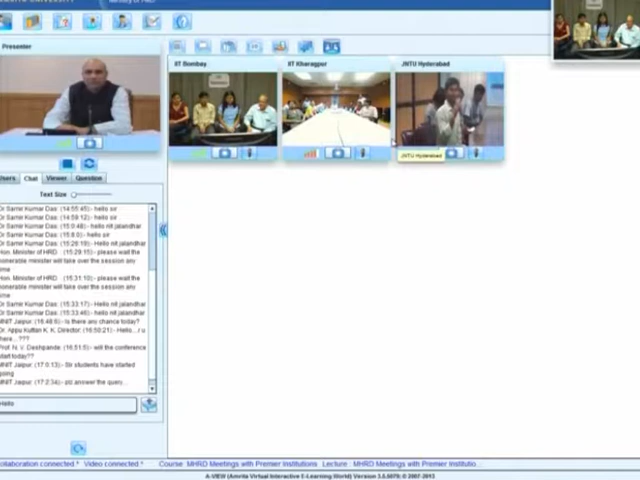 Ministry of HRD
Presenter
IIT Bombay
IIT Kharagpur
JNTU Hyderabad
JNTU Hyderabad
Users
Chat
Viewer
Question
Text Size
Dr Samir Kumar Das: (14:55:45) - hello sir
Dr Samir Kumar Das: (14:59:12) - hello sir
Dr Samir Kumar Das: (15:0:48) - hello nit jalandhar
Dr Samir Kumar Das: (15:8:0) - hello sir
Dr Samir Kumar Das: (15:26:19) - Hello nit jalandhar
Hon. Minister of HRD : (15:29:15) - please wait the
honerable minister will take over the session any
time
Hon. Minister of HRD : (15:31:10) - please wait the
honerable minister will take over the session any
time
Dr Samir Kumar Das: (15:33:17) - Hello nit jalandhar
Dr Samir Kumar Das: (15:33:46) - hello nit jalandhar
MNIT Jaipur: (16:48:6) - Is there any chance today?
Dr. Appu Kuttan K. K. Director: (16:50:21) - Hello...r u
here...???
Prof. N. V. Deshpande: (16:51:5) - will the conference
start today??
MNIT Jaipur: (17:0:13) - Sir students have started
going
MNIT Jaipur: (17:2:34) - plz answer the query...
Hello
Collaboration connected * Video connected * Course: MHRD Meetings with Premier Institutions Lecture: MHRD Meetings with Premier Institutio...
A-VIEW (Amrita Virtual Interactive E-Learning World) Version 3.5.6879; © 2007-2013